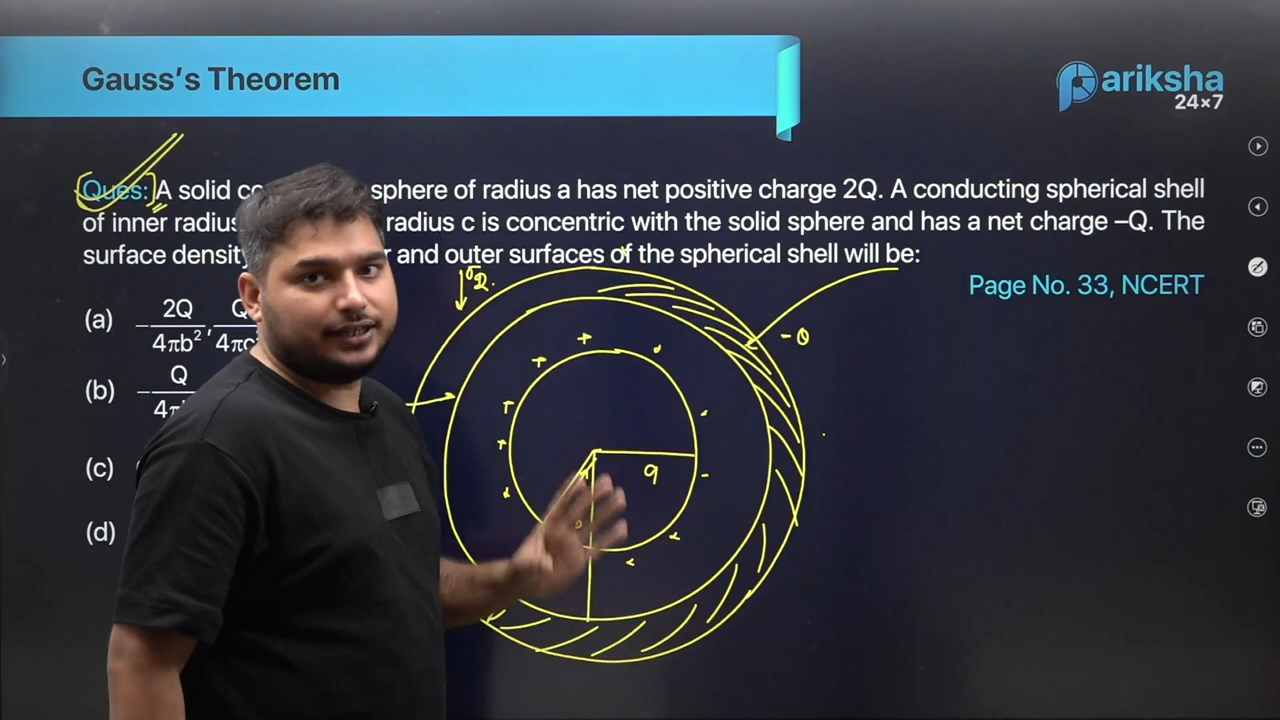 Gauss's Theorem
Pariksha
24×7
Ques: A solid sphere of radius a has net positive charge 2Q. A conducting spherical shell
of inner radius radius c is concentric with the solid sphere and has a net charge –Q. The
surface density and outer surfaces of the spherical shell will be:
Page No. 33, NCERT
(a) -2Q/4πb², Q/4πc²
(b) -Q
(c)
(d)
-Q
a
+ + + +